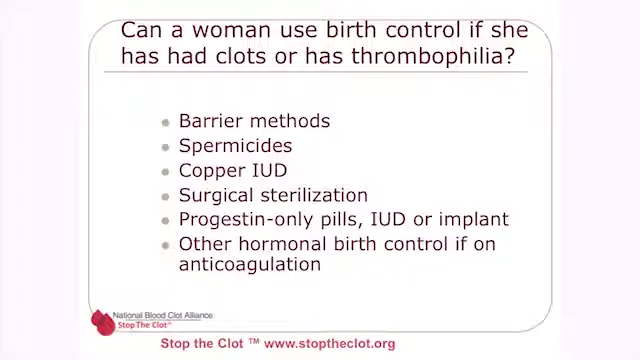 Can a woman use birth control if she
has had clots or has thrombophilia?
Barrier methods
Spermicides
Copper IUD
Surgical sterilization
Progestin-only pills, IUD or implant
Other hormonal birth control if on
anticoagulation
National Blood Clot Alliance
Stop The Clot®
Stop the Clot ™ www.stoptheclot.org